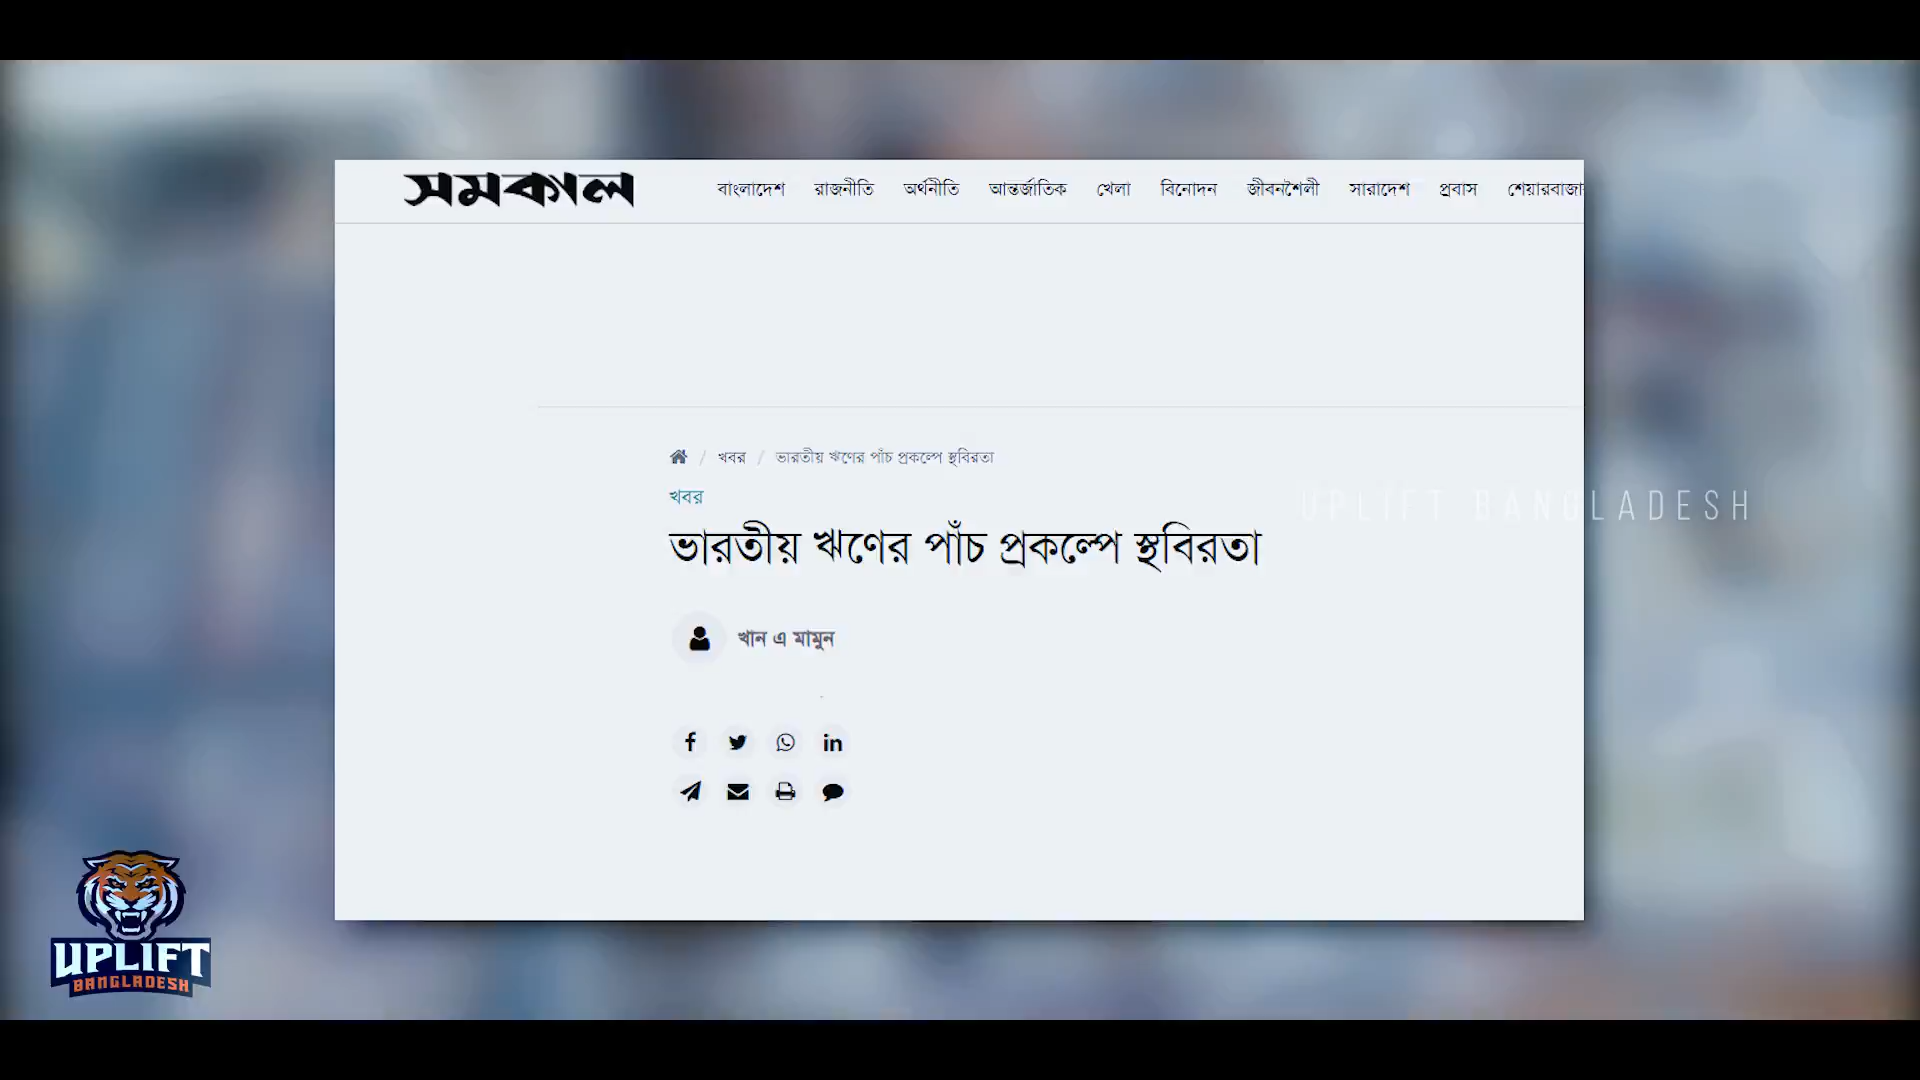 সমকাল
বাংলাদেশ রাজনীতি অর্থনীতি আন্তর্জাতিক খেলা বিনোদন জীবনশৈলী সারাদেশ প্রবাস শেয়ারবাজার
/ খবর / ভারতীয় ঋণের পাঁচ প্রকল্পে স্থবিরতা
খবর
UPLIFT BANGLADESH
ভারতীয় ঋণের পাঁচ প্রকল্পে স্থবিরতা
খান এ মামুন
UPLIFT
BANGLADESH